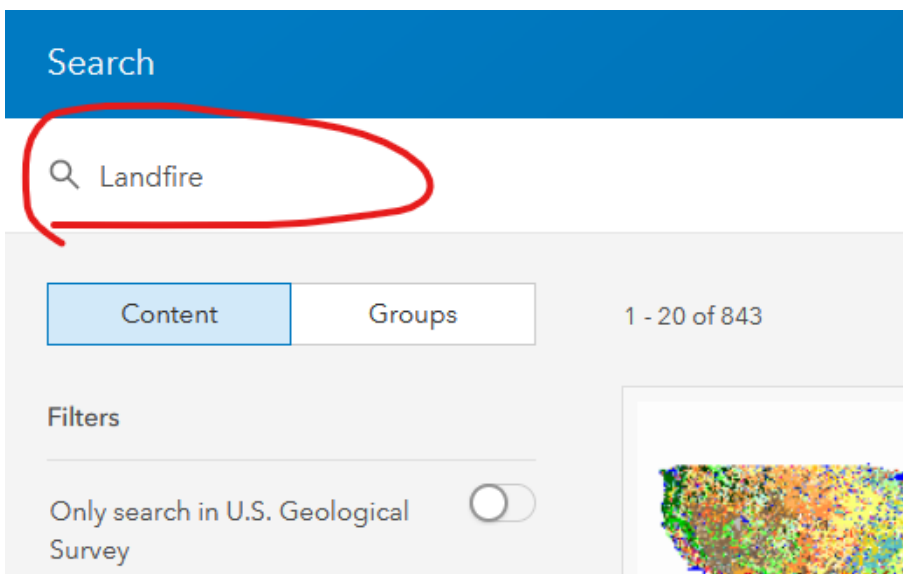 Search
Landfire
Content Groups 1 - 20 of 843
Filters
Only search in U.S. Geological
Survey